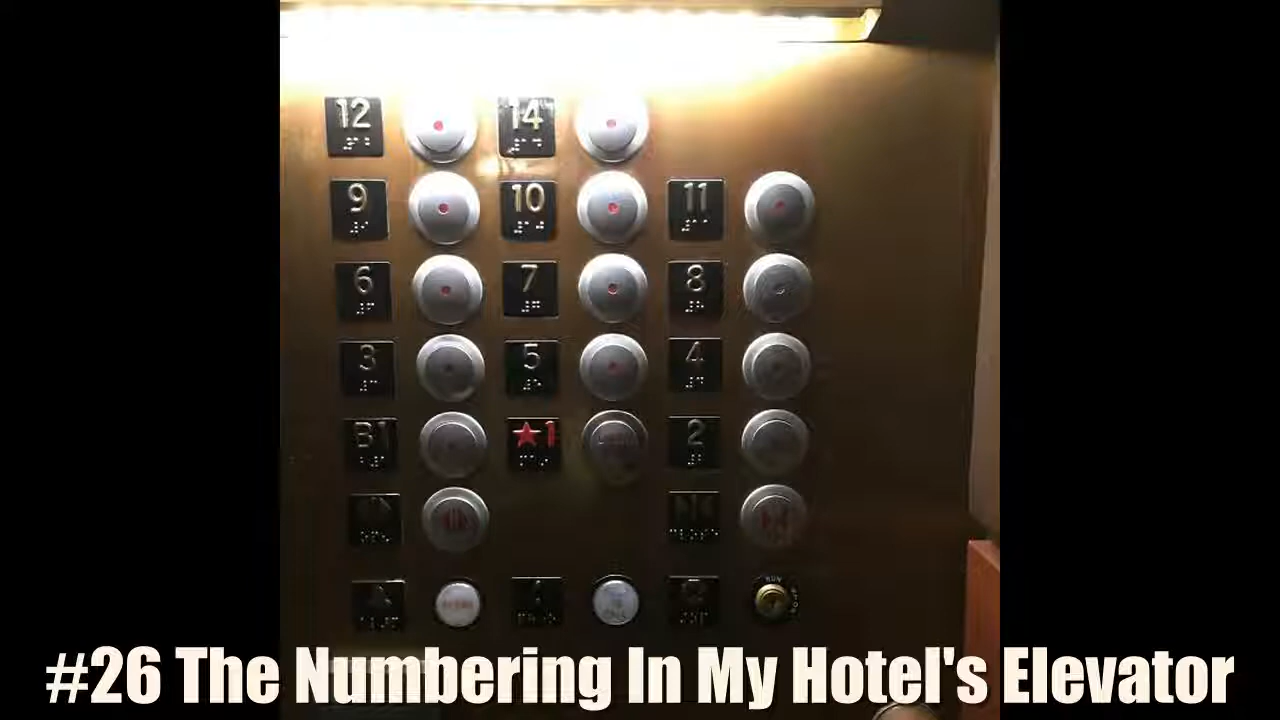 12 14
9 10 11
6 7 8
3 5 4
B1 ★1 2
RUN
#26 The Numbering In My Hotel's Elevator